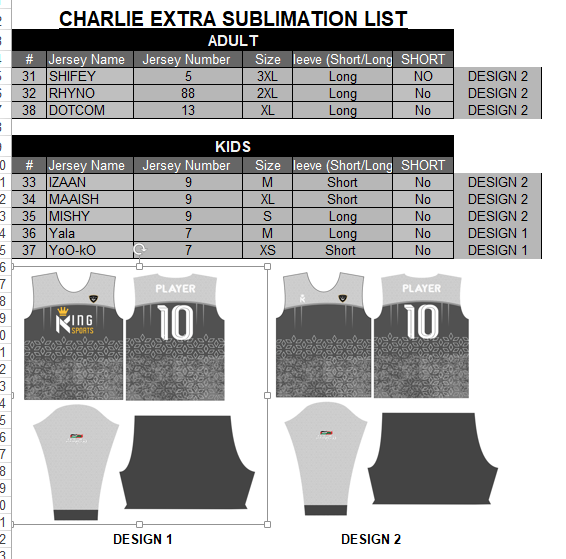 CHARLIE EXTRA SUBLIMATION LIST
ADULT
# Jersey Name Jersey Number Size leeve (Short/Long SHORT
31 SHIFEY 5 3XL Long NO DESIGN 2
32 RHYNO 88 2XL Long No DESIGN 2
38 DOTCOM 13 XL Long No DESIGN 2
KIDS
# Jersey Name Jersey Number Size leeve (Short/Long SHORT
33 IZAAN 9 M Short No DESIGN 2
34 MAAISH 9 XL Short No DESIGN 2
35 MISHY 9 S Long No DESIGN 2
36 Yala 7 M Long No DESIGN 1
37 YoO-kO 7 XS Short No DESIGN 1
PLAYER PLAYER
KING SPORTS 10 10
DESIGN 1 DESIGN 2